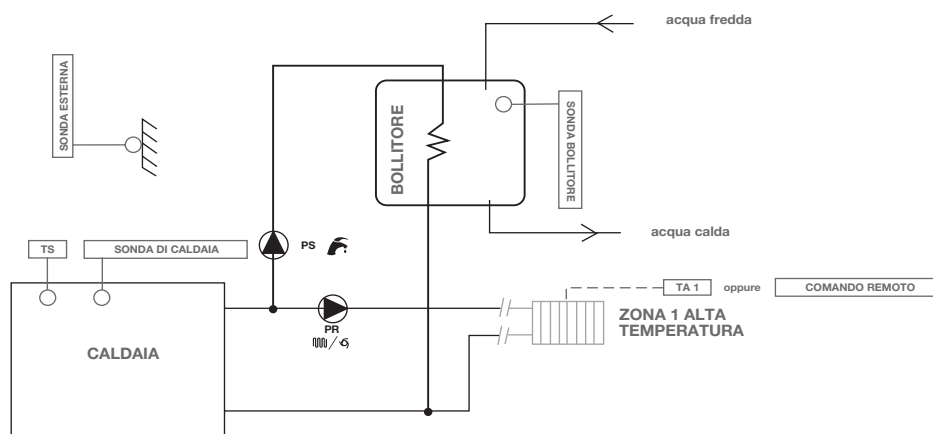 acqua fredda
SONDA ESTERNA
BOLLITORE
SONDA BOLLITORE
acqua calda
PS
TS
SONDA DI CALDAIA
TA 1 oppure COMANDO REMOTO
ZONA 1 ALTA
TEMPERATURA
PR
CALDAIA